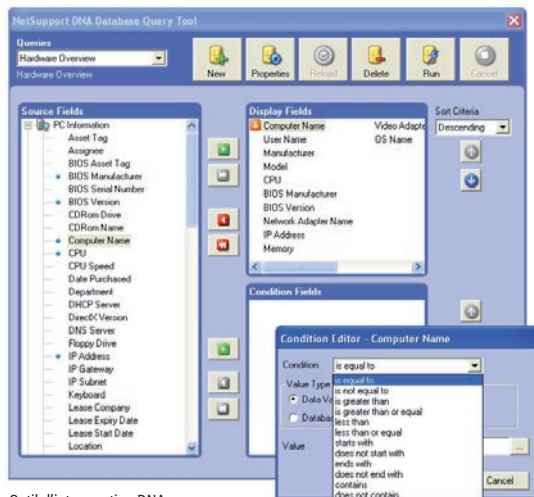 NetSupport DNA Database Query Tool
Queries
Hardware Overview
Hardware Overview
New Properties Reload Delete Run Cancel
Source Fields
PC Information
Asset Tag
Assignee
BIOS Asset Tag
BIOS Manufacturer
BIOS Serial Number
BIOS Version
CDRom Drive
CDRom Name
Computer Name
CPU
CPU Speed
Date Purchased
Department
DHCP Server
DirectX Version
DNS Server
Floppy Drive
IP Address
IP Gateway
IP Subnet
Keyboard
Lease Company
Lease Expiry Date
Lease Start Date
Location
Display Fields
Computer Name Video Adapte
User Name OS Name
Manufacturer
Model
CPU
BIOS Manufacturer
BIOS Version
Network Adapter Name
IP Address
Memory
Sort Criteria
Descending
Condition Fields
Condition Editor - Computer Name
Condition is equal to
is equal to
is not equal to
is greater than
is greater than or equal
less than
less than or equal
starts with
does not start with
ends with
does not end with
contains
does not contain
Value Type
Data Va
Databa
Value
Cancel